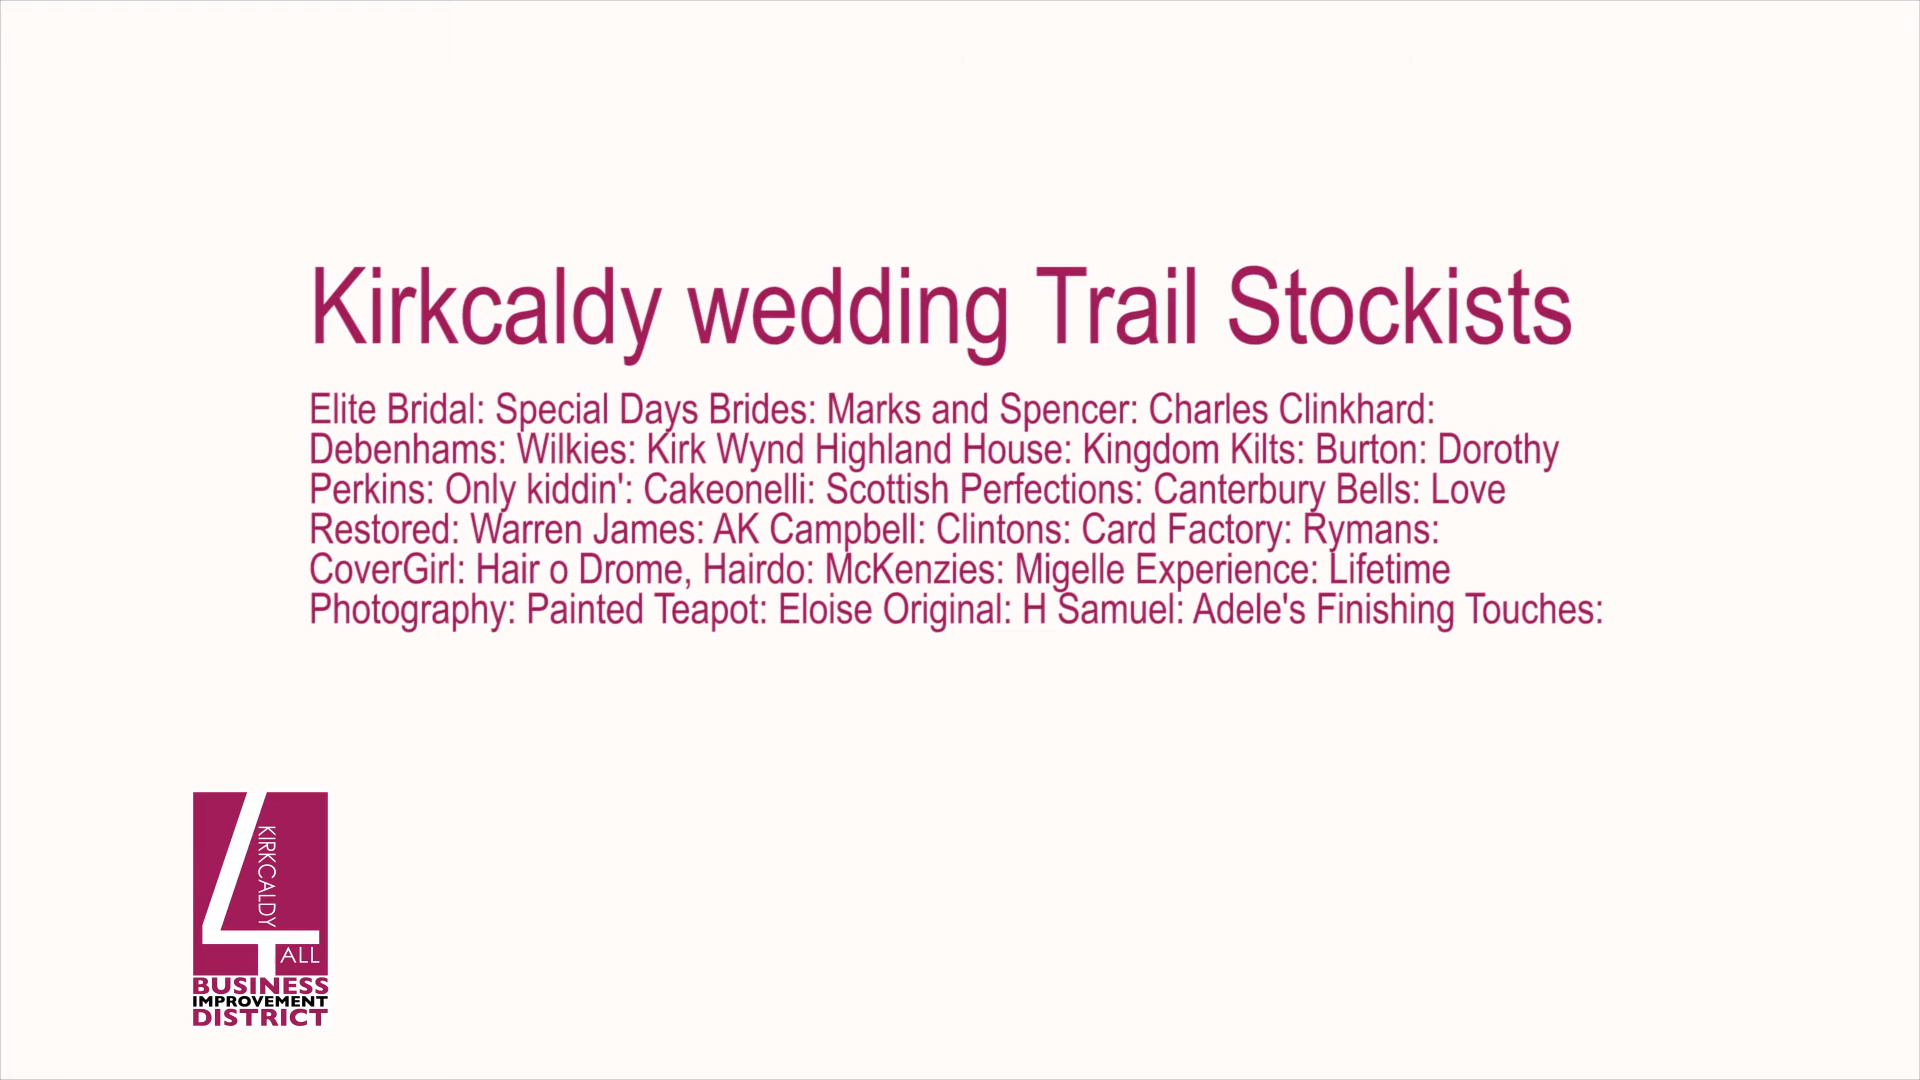 Kirkcaldy wedding Trail Stockists
Elite Bridal: Special Days Brides: Marks and Spencer: Charles Clinkhard:
Debenhams: Wilkies: Kirk Wynd Highland House: Kingdom Kilts: Burton: Dorothy
Perkins: Only kiddin': Cakeonelli: Scottish Perfections: Canterbury Bells: Love
Restored: Warren James: AK Campbell: Clintons: Card Factory: Rymans:
CoverGirl: Hair o Drome, Hairdo: McKenzies: Migelle Experience: Lifetime
Photography: Painted Teapot: Eloise Original: H Samuel: Adele's Finishing Touches:
KIRKCALDY
4
ALL
BUSINESS
IMPROVEMENT
DISTRICT